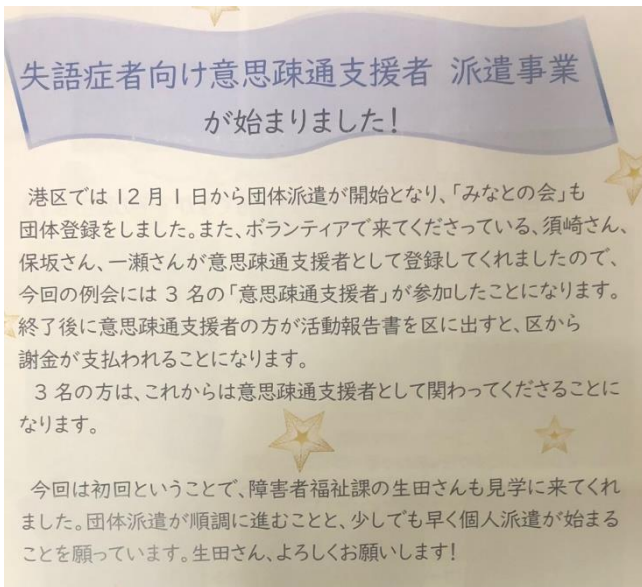 失語症者向け意思疎通支援者 派遣事業
が始まりました!
港区では12月1日から団体派遣が開始となり、「みなとの会」も
団体登録をしました。また、ボランティアで来てくださっている、須崎さん、
保坂さん、一瀬さんが意思疎通支援者として登録してくれましたので、
今回の例会には3名の「意思疎通支援者」が参加したことになります。
終了後に意思疎通支援者の方が活動報告書を区に出すと、区から
謝金が支払われることになります。
3名の方は、これからは意思疎通支援者として関わってくださることに
なります。
今回は初回ということで、障害者福祉課の生田さんも見学に来てくれ
ました。団体派遣が順調に進むことと、少しでも早く個人派遣が始まる
ことを願っています。生田さん、よろしくお願いします!